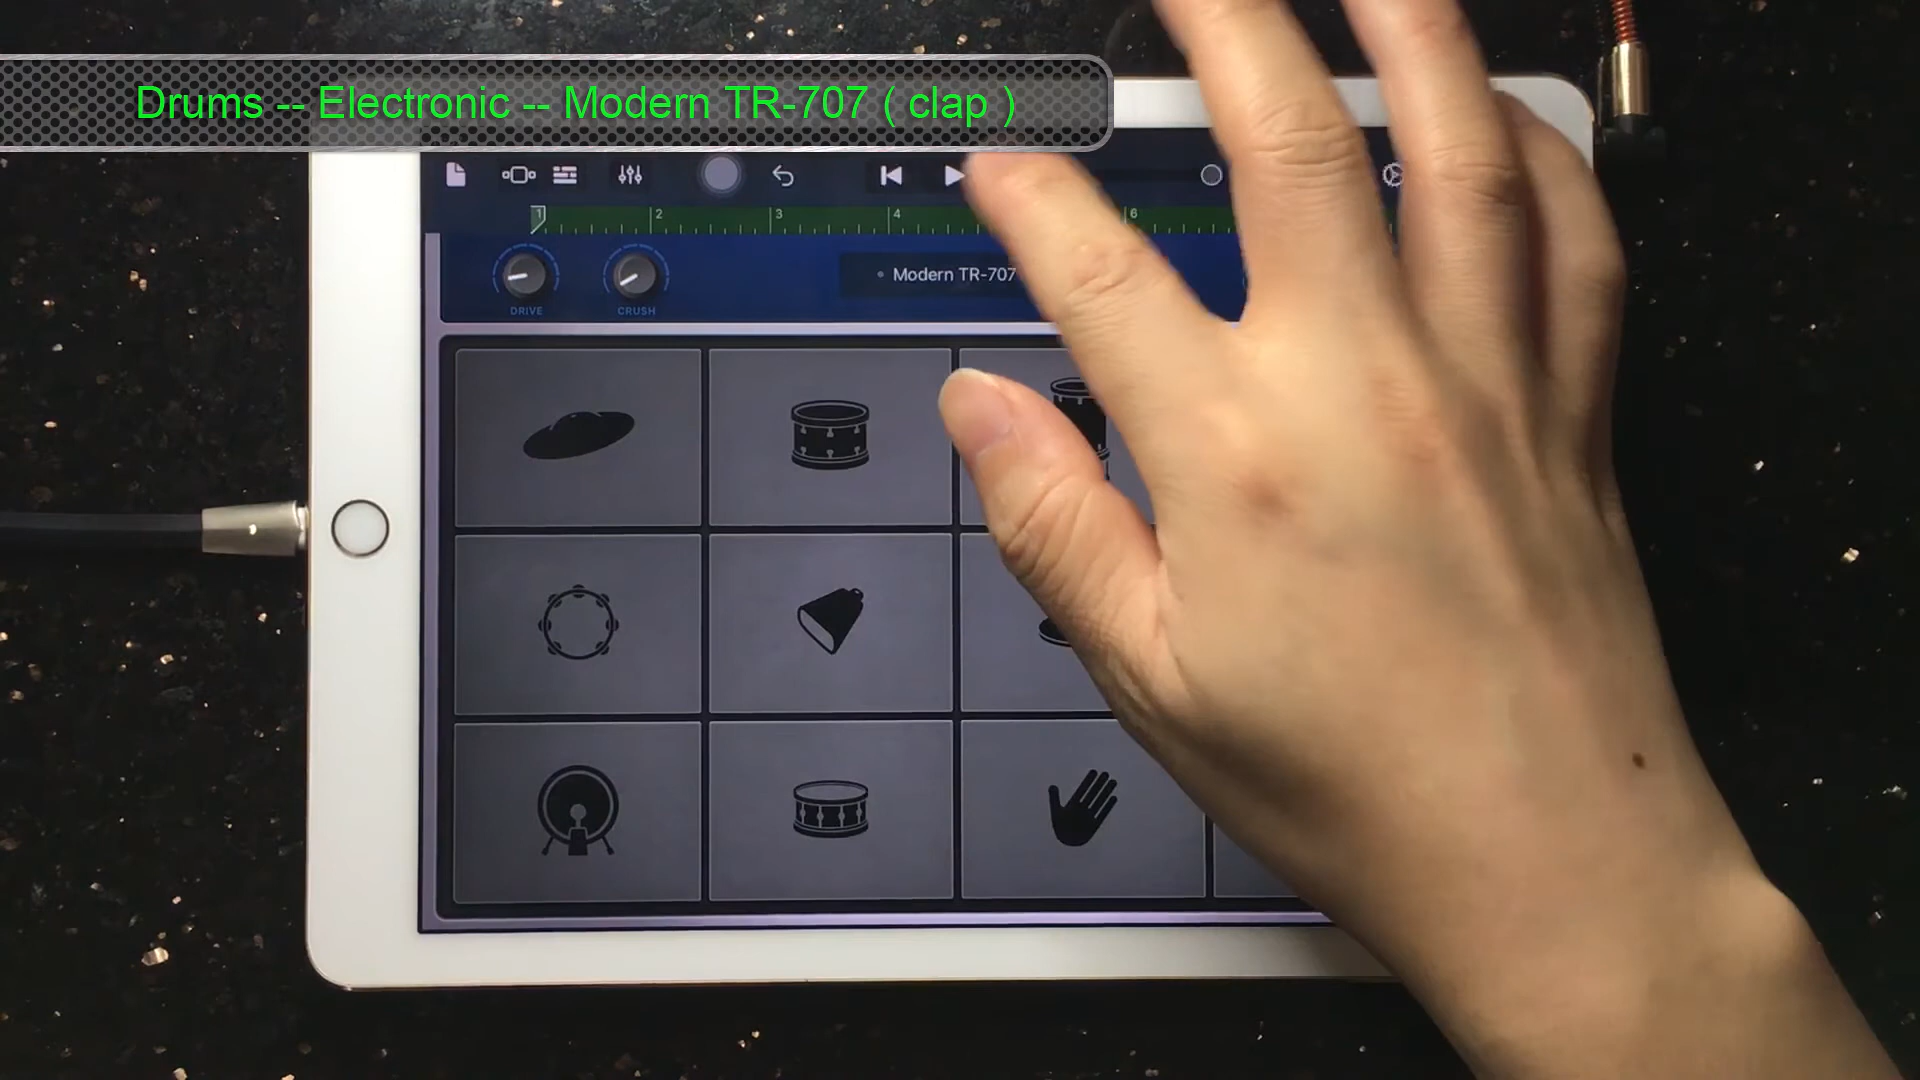 Drums -- Electronic -- Modern TR-707 ( clap )
1 2 3 4 6
Modern TR-707
DRIVE CRUSH